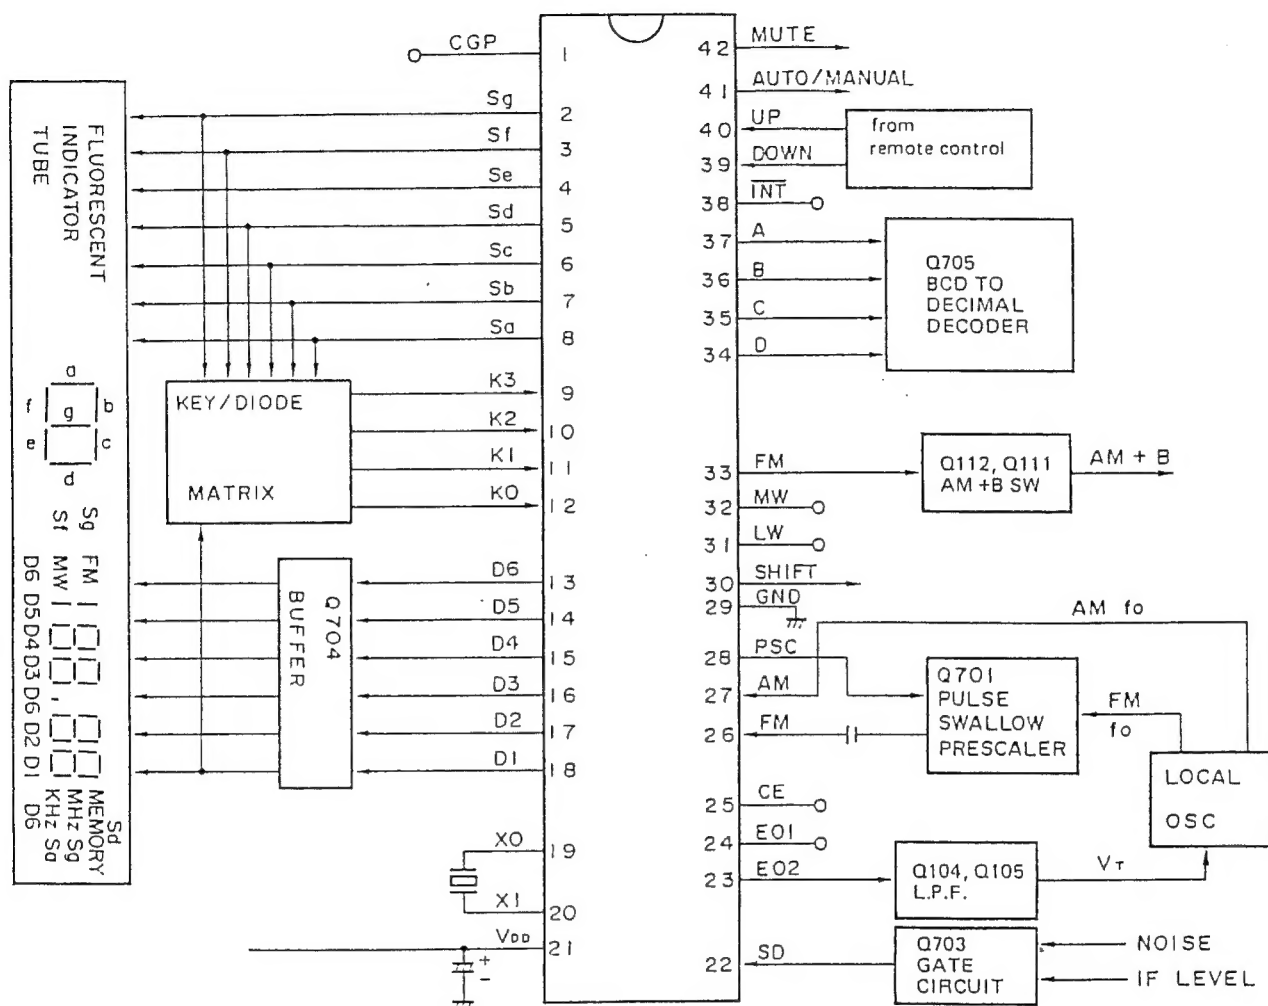 CGP
1
Sg
2
Sf
3
Se
4
Sd
5
Sc
6
Sb
7
Sa
8
K3
9
K2
10
K1
11
K0
12
D6
13
D5
14
D4
15
D3
16
D2
17
D1
18
X0
19
X1
20
VDD
21
+
-
FLUORESCENT
INDICATOR
TUBE
a
f
g
b
e
c
d
Sg FM MEMORY Sd
Sf MW MHz Sg
KHz Sa
D6 D5 D4 D3 D6 D2 D1 D6
KEY/DIODE
MATRIX
Q704
BUFFER
42
MUTE
41
AUTO/MANUAL
40
UP
39
DOWN
from
remote control
38
INT
37
A
36
B
35
C
34
D
Q705
BCD TO
DECIMAL
DECODER
33
FM
Q112, Q111
AM +B SW
AM + B
32
MW
31
LW
30
SHIFT
29
GND
AM fo
28
PSC
27
AM
26
FM
Q701
PULSE
SWALLOW
PRESCALER
FM
fo
LOCAL
OSC
25
CE
24
EO1
23
EO2
Q104, Q105
L.P.F.
VT
22
SD
Q703
GATE
CIRCUIT
NOISE
IF LEVEL